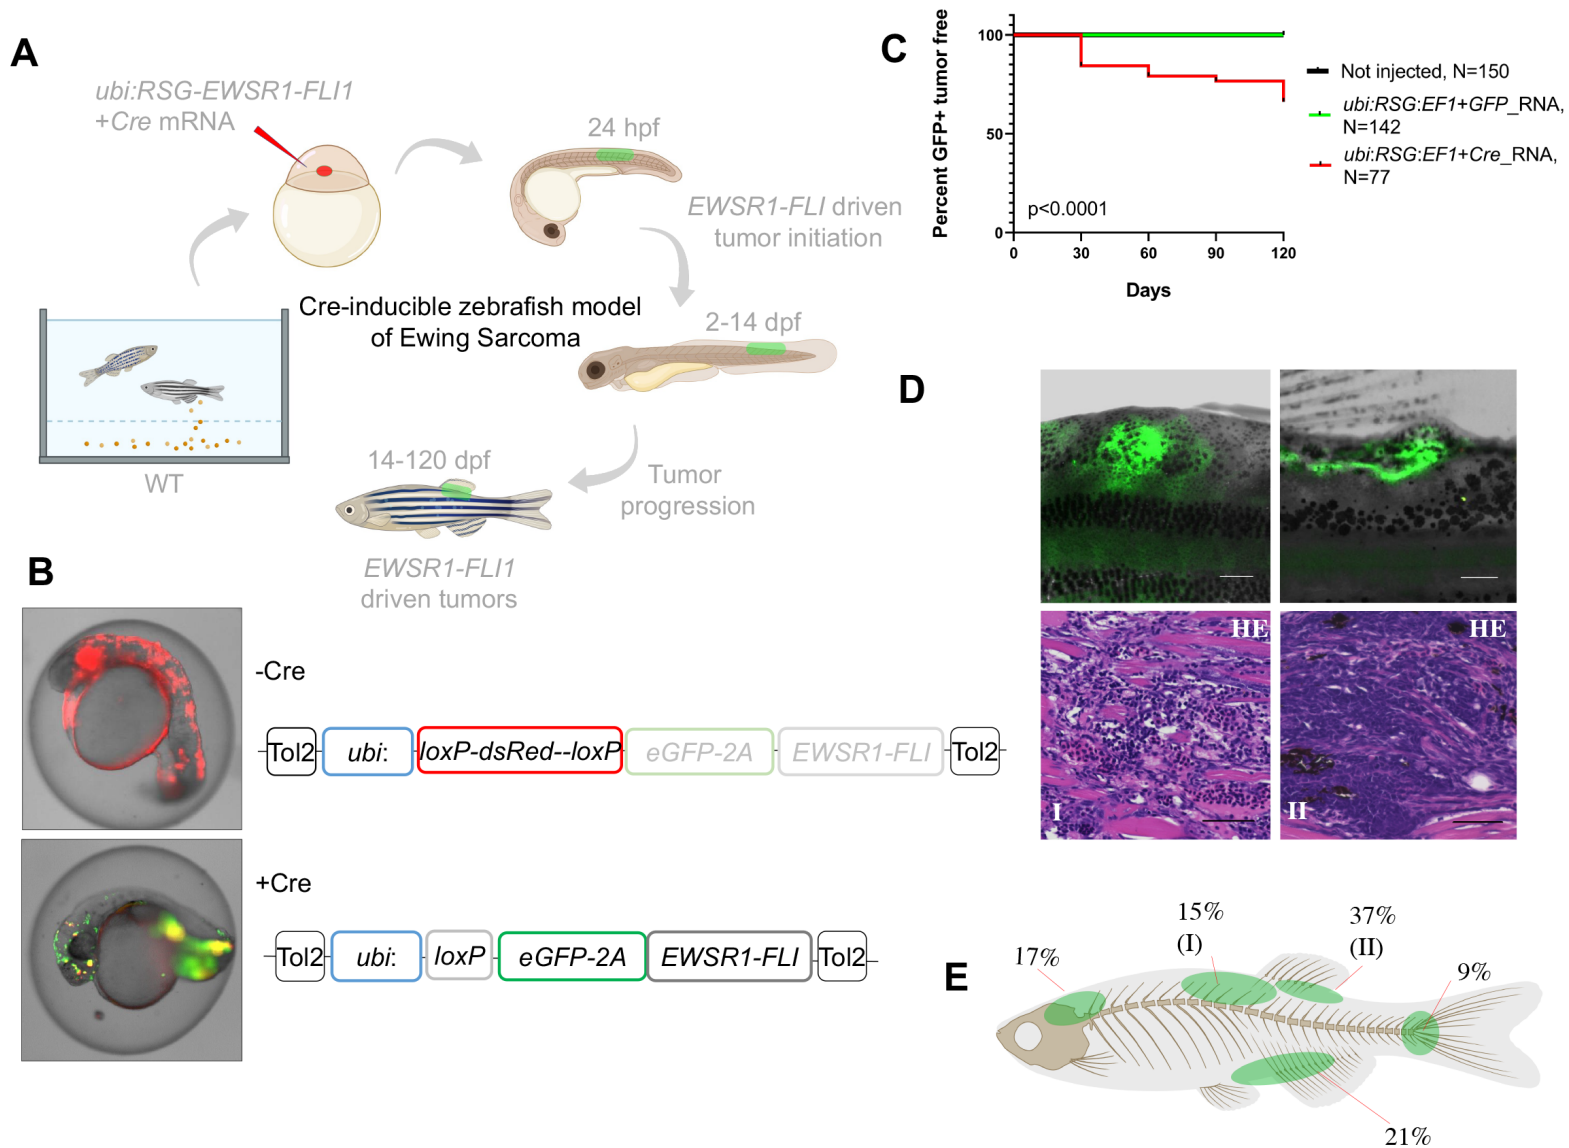 A
ubi:RSG-EWSR1-FLI1
+Cre mRNA
24 hpf
EWSR1-FLI driven
tumor initiation
Cre-inducible zebrafish model
of Ewing Sarcoma
2-14 dpf
WT
14-120 dpf
Tumor
progression
EWSR1-FLI1
driven tumors
B
-Cre
Tol2 ubi: loxP-dsRed--loxP eGFP-2A EWSR1-FLI Tol2
+Cre
Tol2 ubi: loxP eGFP-2A EWSR1-FLI Tol2
C
Percent GFP+ tumor free
100
50
0
p<0.0001
0 30 60 90 120
Days
Not injected, N=150
ubi:RSG:EF1+GFP_RNA,
N=142
ubi:RSG:EF1+Cre_RNA,
N=77
D
HE
I
HE
II
E
17%
15%
(I)
37%
(II)
9%
21%